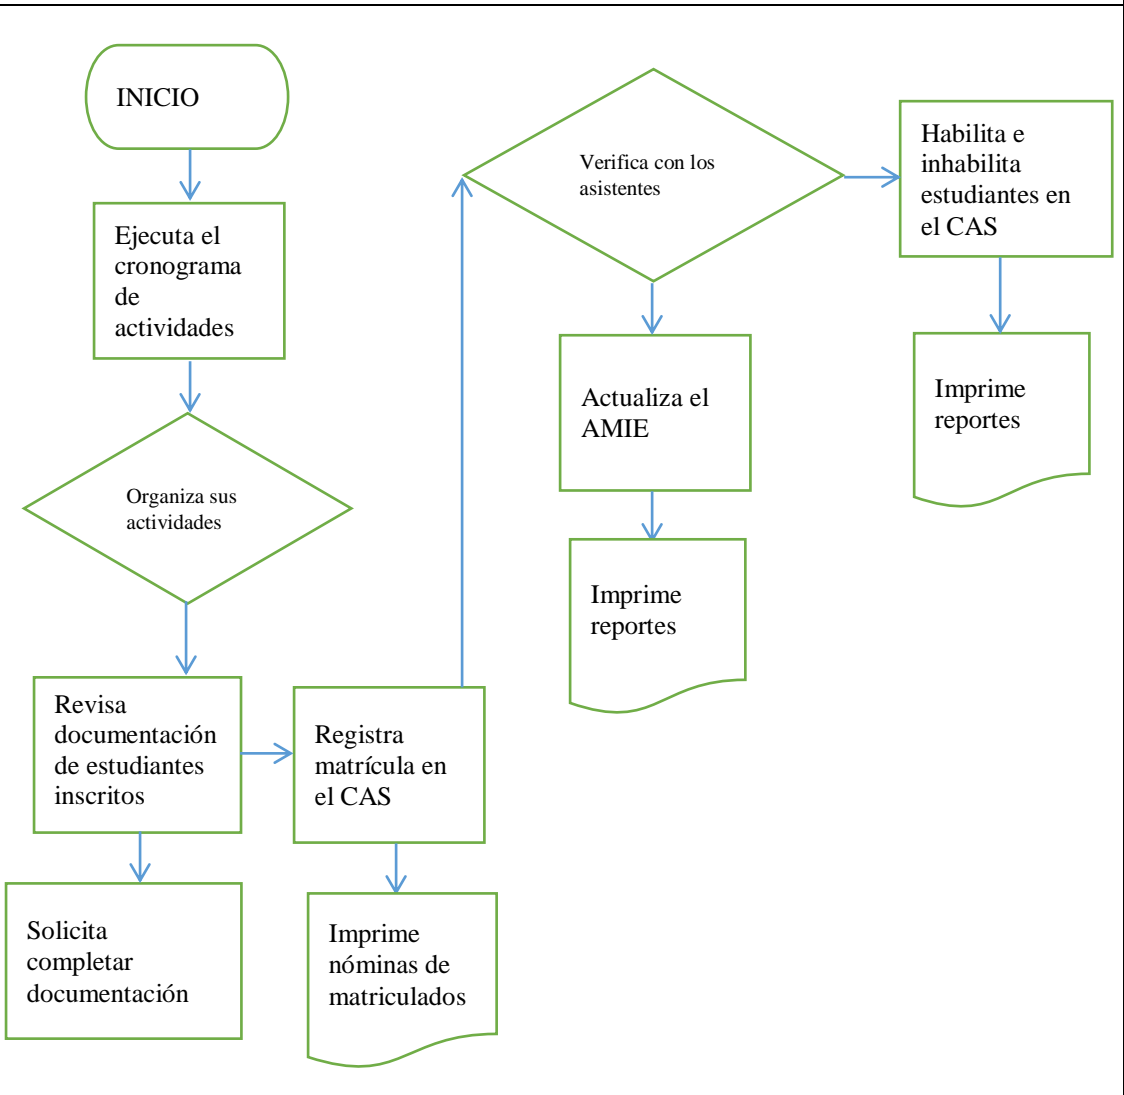 INICIO
Ejecuta el
cronograma
de
actividades
Organiza sus
actividades
Revisa
documentación
de estudiantes
inscritos
Solicita
completar
documentación
Registra
matrícula en
el CAS
Imprime
nóminas de
matriculados
Verifica con los
asistentes
Actualiza el
AMIE
Imprime
reportes
Habilita e
inhabilita
estudiantes en
el CAS
Imprime
reportes